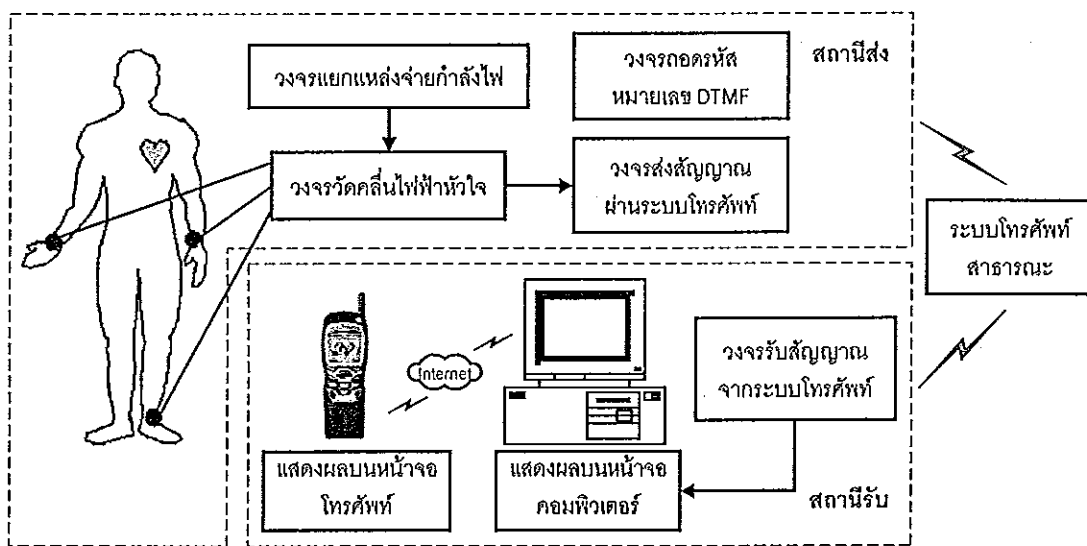 วงจรแยกแหล่งจ่ายกำลังไฟ
วงจรถอดรหัส
หมายเลข DTMF
สถานีส่ง
วงจรวัดคลื่นไฟฟ้าหัวใจ
วงจรส่งสัญญาณ
ผ่านระบบโทรศัพท์
ระบบโทรศัพท์
สาธารณะ
Internet
วงจรรับสัญญาณ
จากระบบโทรศัพท์
แสดงผลบนหน้าจอ
โทรศัพท์
แสดงผลบนหน้าจอ
คอมพิวเตอร์
สถานีรับ